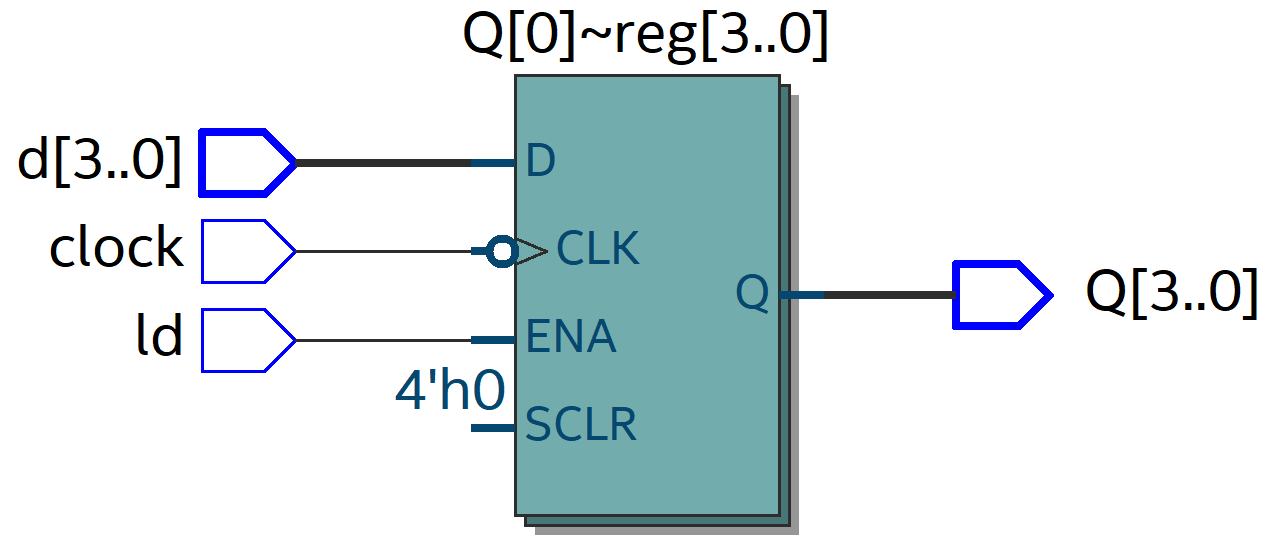 Q[0]~reg[3..0]
d[3..0]
D
clock
CLK
Q
Q[3..0]
ld
ENA
4'h0
SCLR